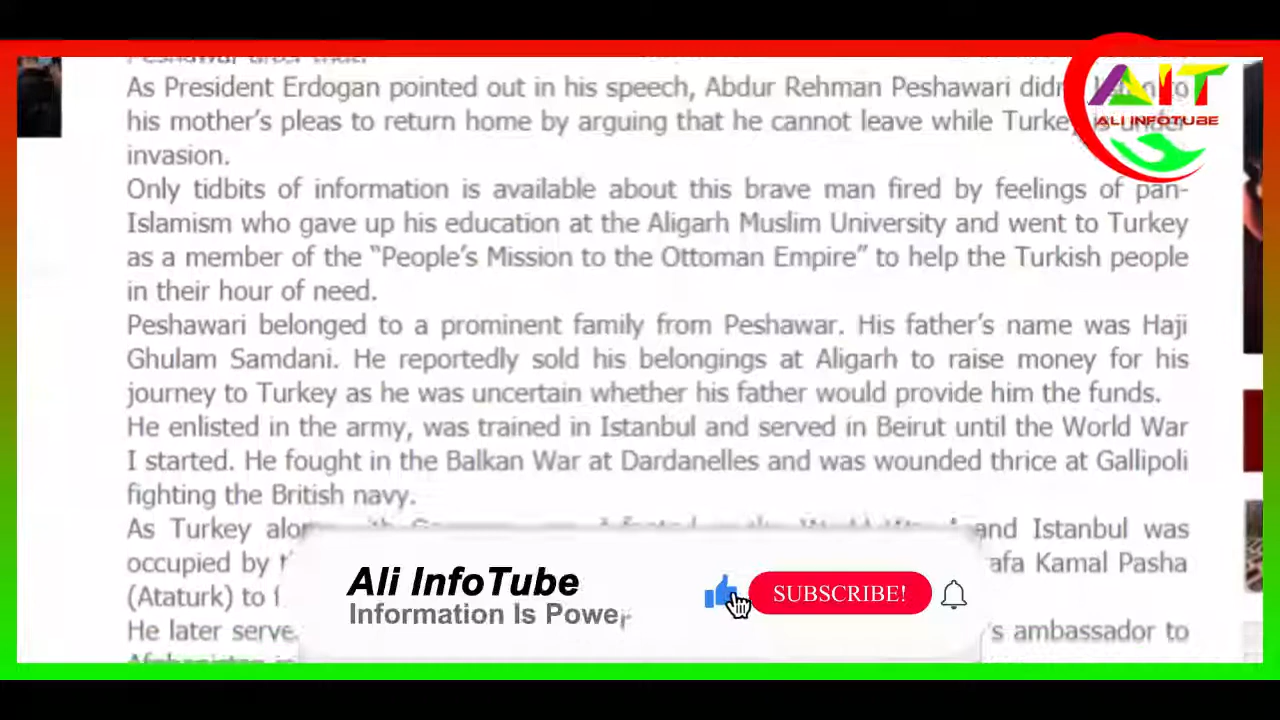 As President Erdogan pointed out in his speech, Abdur Rehman Peshawari
his mother's pleas to return home by arguing that he cannot leave while Turkey is under
invasion.
Only tidbits of information is available about this brave man fired by feelings of pan-
Islamism who gave up his education at the Aligarh Muslim University and went to Turkey
as a member of the “People's Mission to the Ottoman Empire” to help the Turkish people
in their hour of need.
Peshawari belonged to a prominent family from Peshawar. His father's name was Haji
Ghulam Samdani. He reportedly sold his belongings at Aligarh to raise money for his
journey to Turkey as he was uncertain whether his father would provide him the funds.
He enlisted in the army, was trained in Istanbul and served in Beirut until the World War
I started. He fought in the Balkan War at Dardanelles and was wounded thrice at Gallipoli
fighting the British navy.
As Turkey and Istanbul was
occupied by Kamal Pasha
(Ataturk) to
He later ambassador to
AIT
ALI INFOTUBE
Ali InfoTube
Information Is Power
SUBSCRIBE!